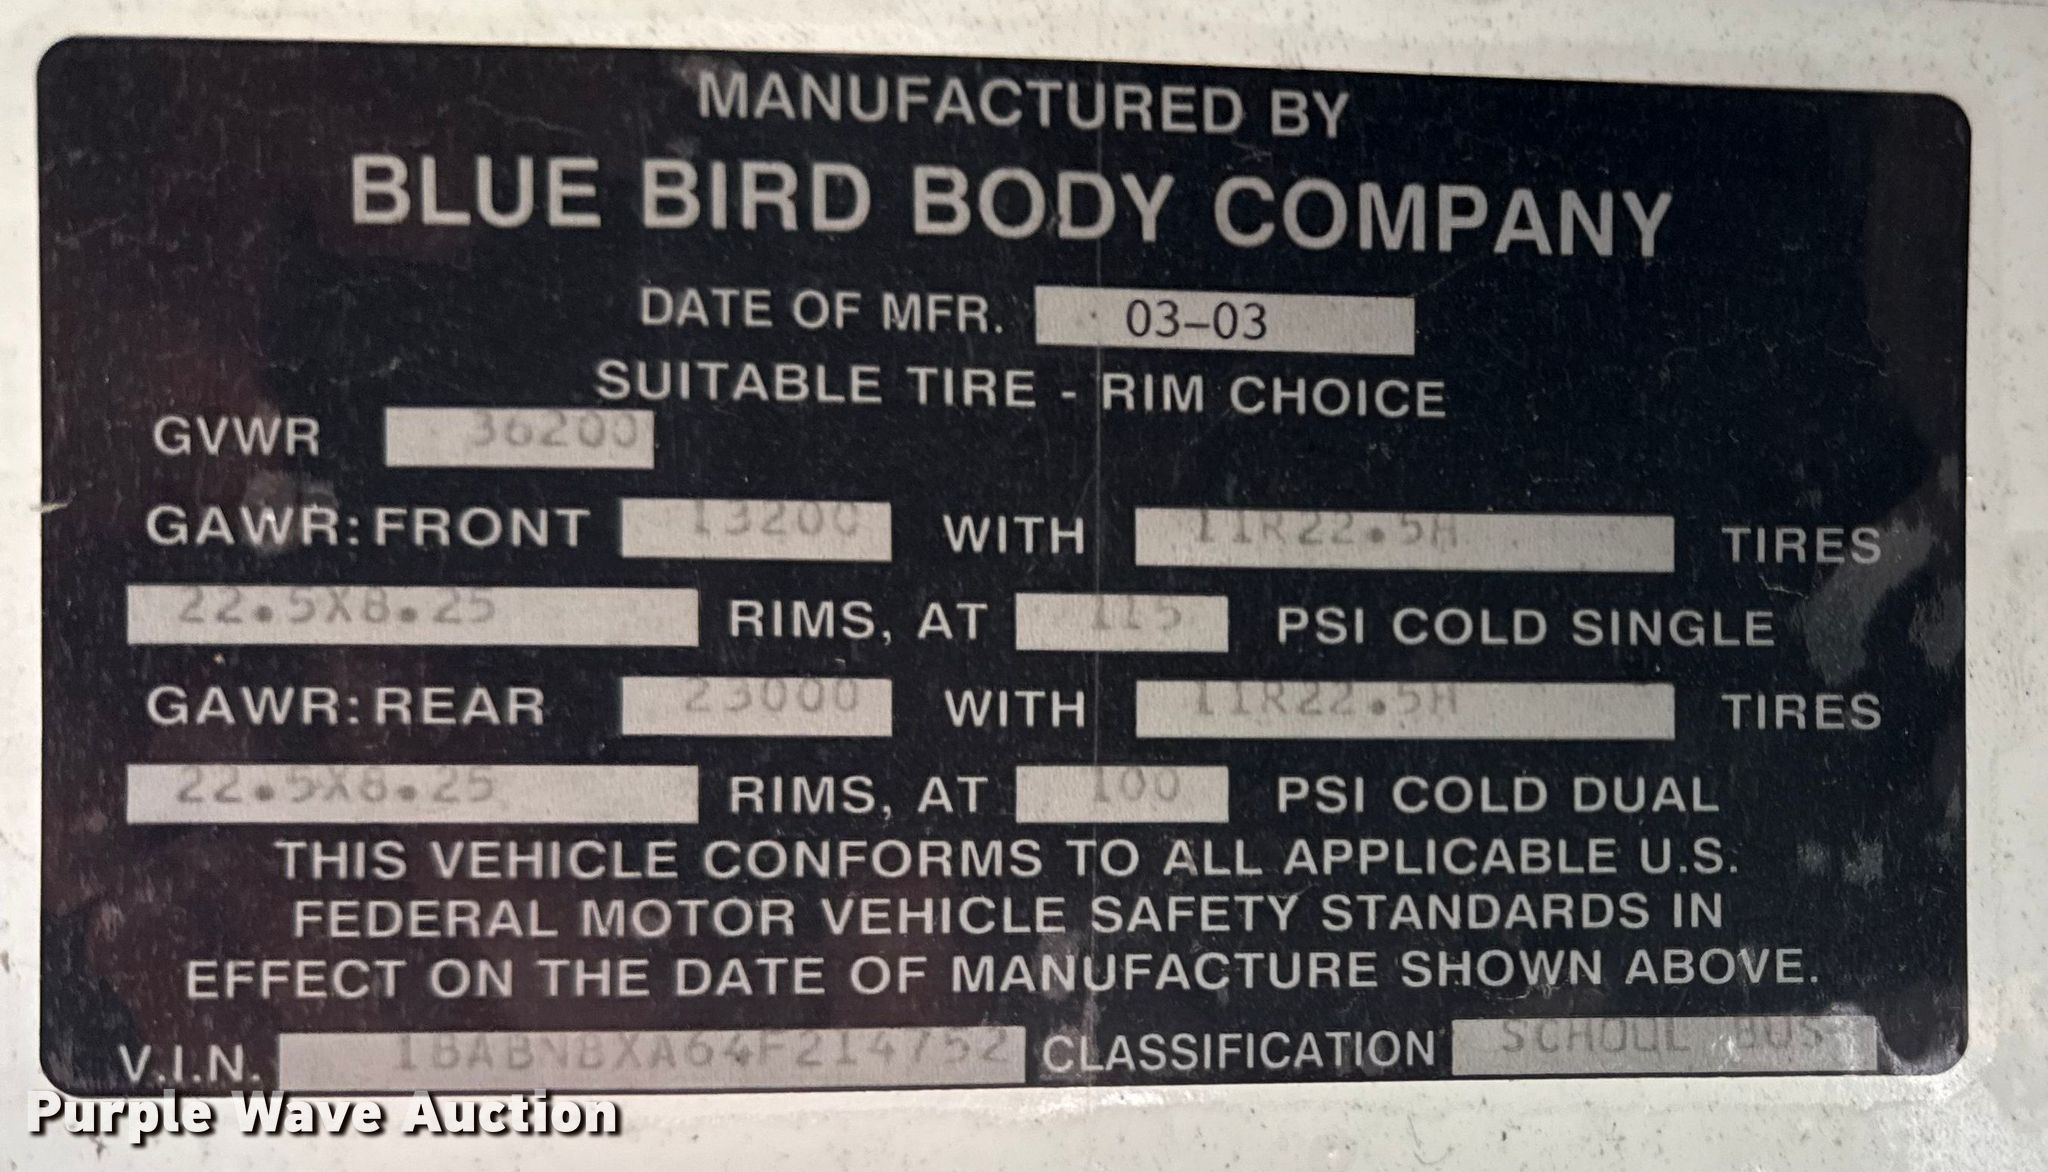 MANUFACTURED BY
BLUE BIRD BODY COMPANY
DATE OF MFR. 03-03
SUITABLE TIRE - RIM CHOICE
GVWR 36200
GAWR: FRONT 13200 WITH 11R22.5H TIRES
22.5X8.25 RIMS, AT 115 PSI COLD SINGLE
GAWR: REAR 23000 WITH 11R22.5H TIRES
22.5X8.25 RIMS, AT 100 PSI COLD DUAL
THIS VEHICLE CONFORMS TO ALL APPLICABLE U.S.
FEDERAL MOTOR VEHICLE SAFETY STANDARDS IN
EFFECT ON THE DATE OF MANUFACTURE SHOWN ABOVE.
V.I.N. 1BABNBXA64F214752 CLASSIFICATION SCHOOL BUS
Purple Wave Auction